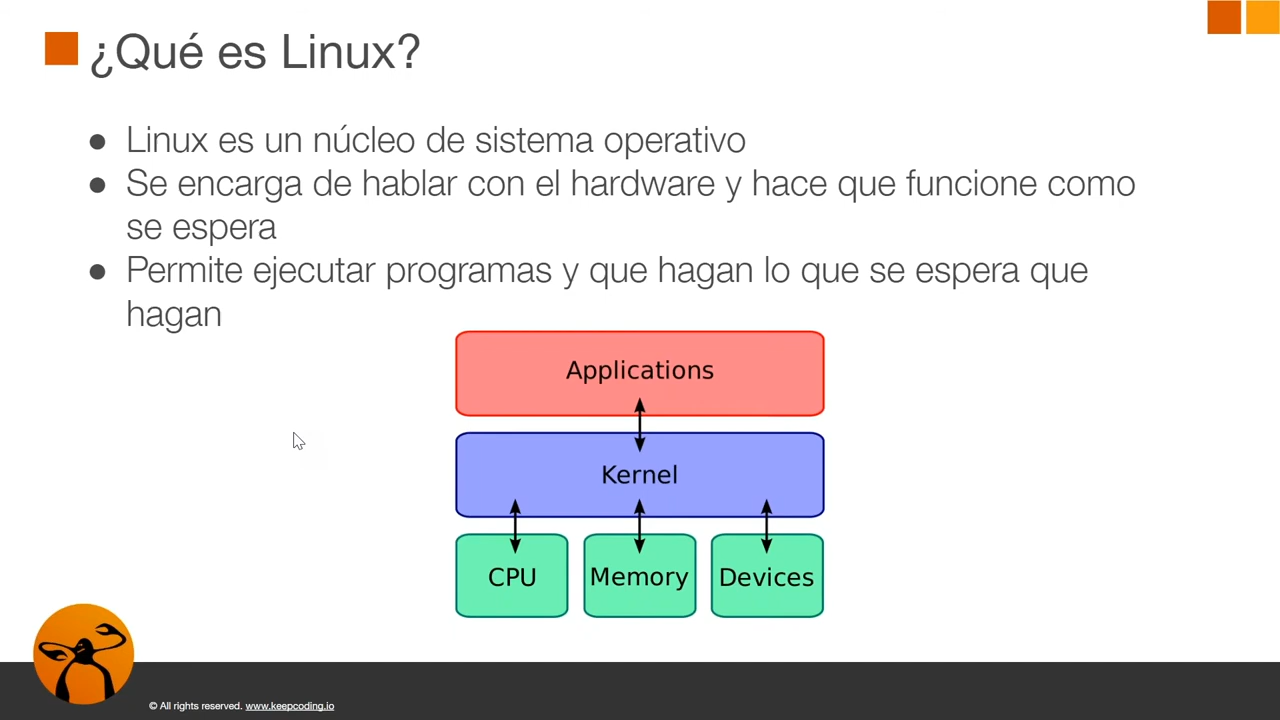 ¿Qué es Linux?
● Linux es un núcleo de sistema operativo
● Se encarga de hablar con el hardware y hace que funcione como
se espera
● Permite ejecutar programas y que hagan lo que se espera que
hagan
Applications
Kernel
CPU Memory Devices
© All rights reserved. www.keepcoding.io